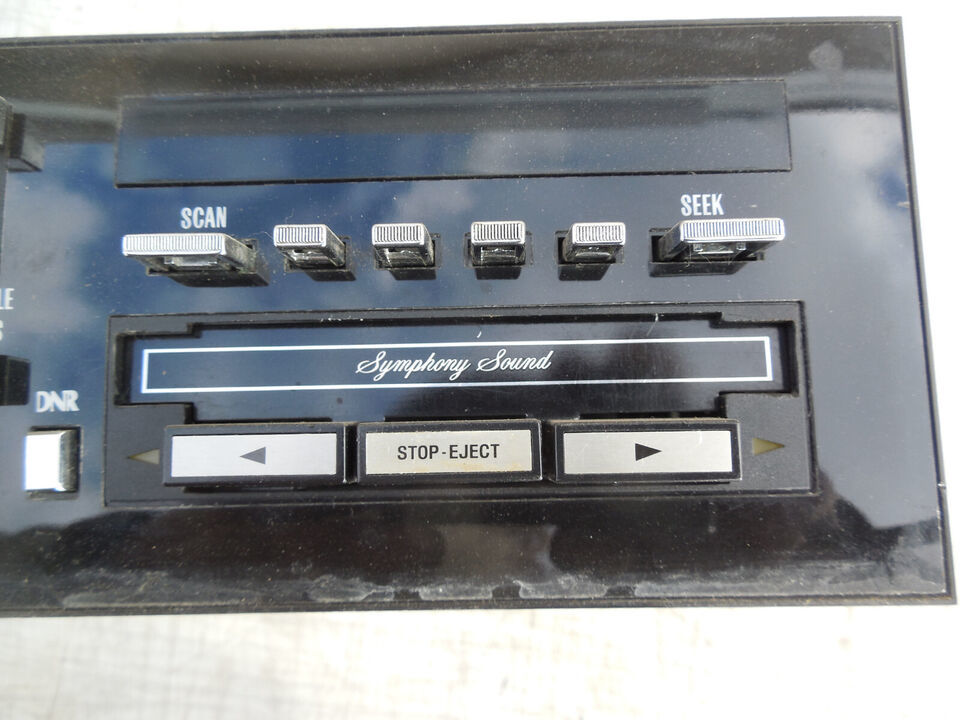 SCAN
SEEK
Symphony Sound
DNR
◄
STOP-EJECT
►